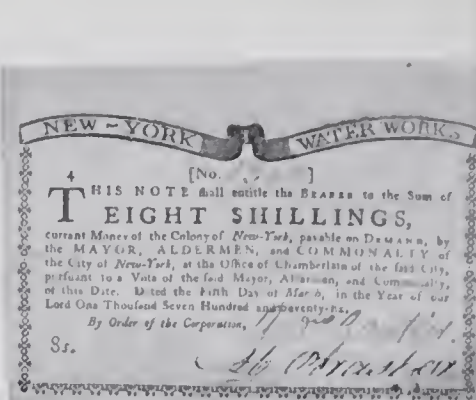 NEW-YORK WATER WORKS,
[No. ]
4
THIS NOTE shall entitle the BEARER to the Sum of
EIGHT SHILLINGS,
currant Money of the Colony of New-York, payable on DEMAND, by
the MAYOR, ALDERMEN, and COMMONALTY of
the City of New-York, at the Office of Chamberlain of the said City,
pursuant to a Vote of the said Mayor, Aldermen, and Commonalty,
of this Date. Dated the Fifth Day of March, in the Year of our
Lord One Thousand Seven Hundred and seventy-six.
By Order of the Corporation,
8s.